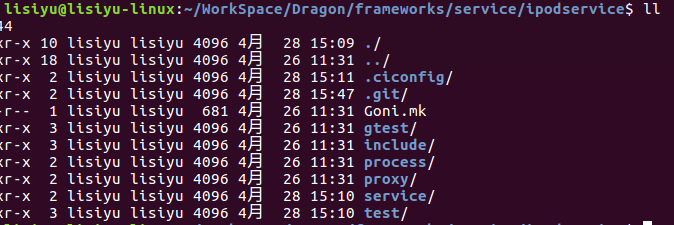 lisiyu@lisiyu-linux:~/WorkSpace/Dragon/frameworks/service/ipodservice$ ll
44
xr-x 10 lisiyu lisiyu 4096 4月  28 15:09 ./
xr-x 18 lisiyu lisiyu 4096 4月  26 11:31 ../
xr-x  2 lisiyu lisiyu 4096 4月  28 15:11 .ciconfig/
xr-x  2 lisiyu lisiyu 4096 4月  28 15:47 .git/
-r--  1 lisiyu lisiyu  681 4月  26 11:31 Goni.mk
xr-x  3 lisiyu lisiyu 4096 4月  26 11:31 gtest/
xr-x  3 lisiyu lisiyu 4096 4月  26 11:31 include/
xr-x  2 lisiyu lisiyu 4096 4月  26 11:31 process/
xr-x  2 lisiyu lisiyu 4096 4月  26 11:31 proxy/
xr-x  2 lisiyu lisiyu 4096 4月  28 15:10 service/
xr-x  3 lisiyu lisiyu 4096 4月  28 15:10 test/